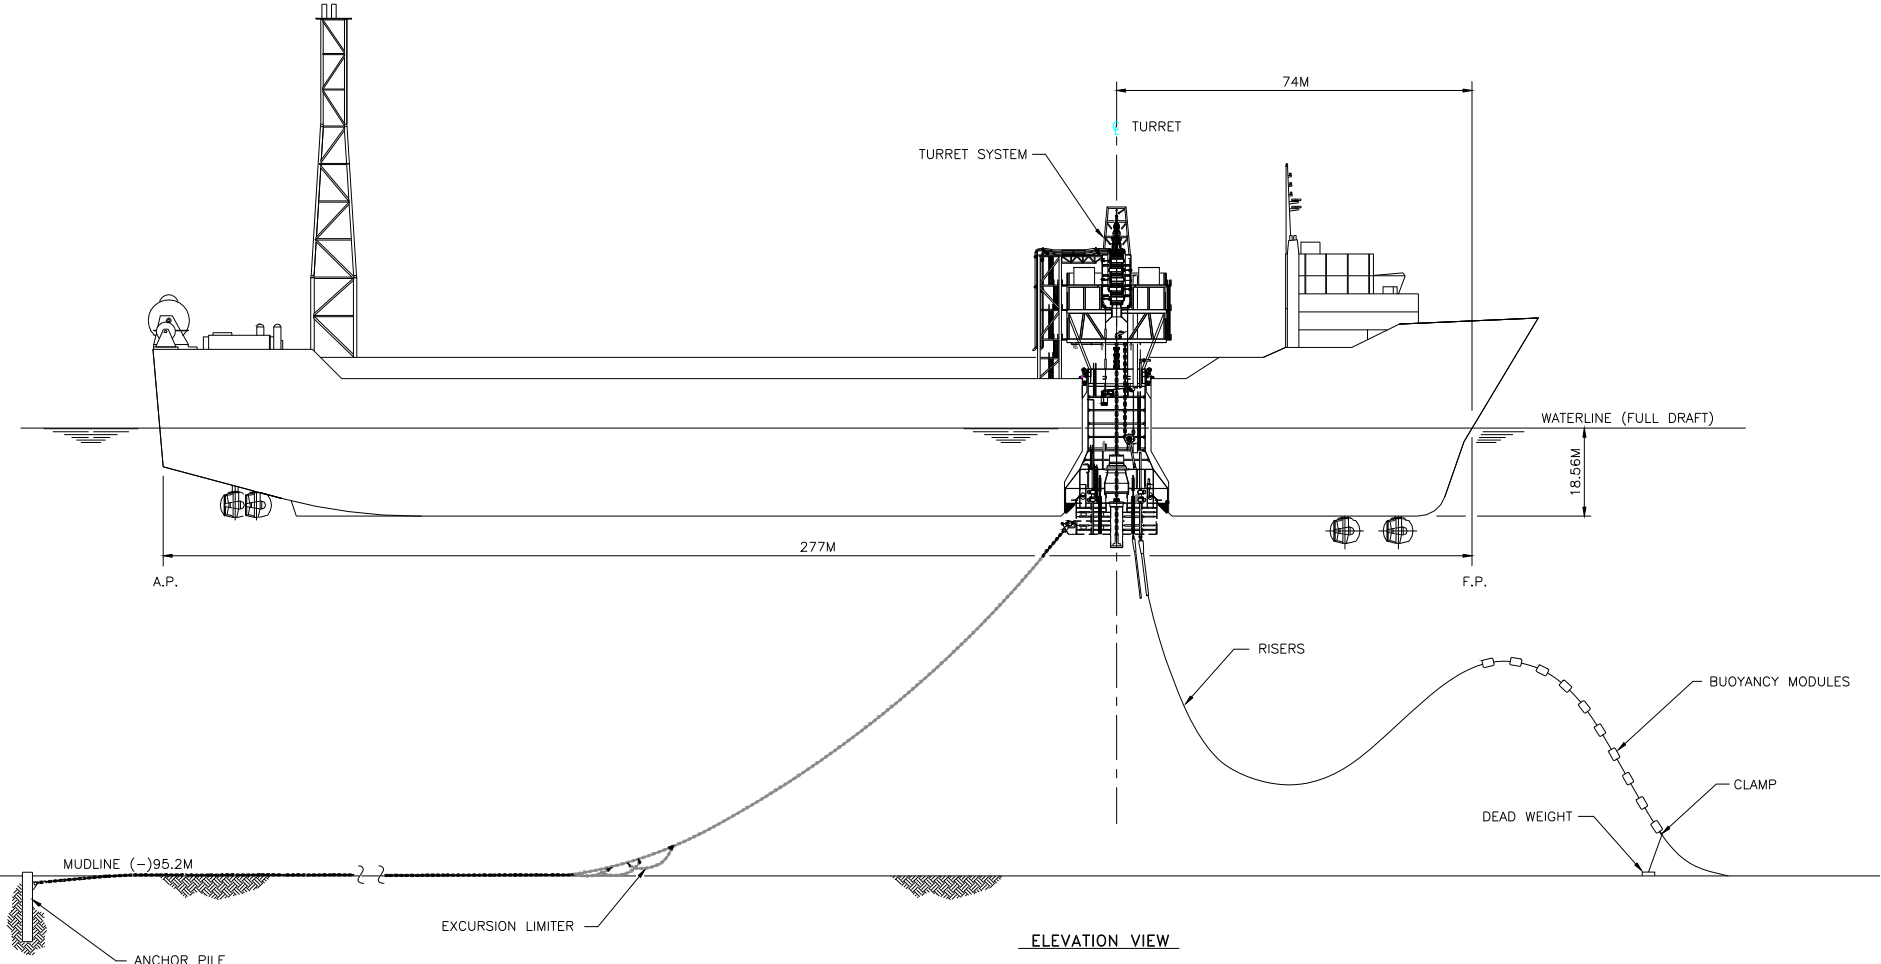 74M
℄ TURRET
TURRET SYSTEM
WATERLINE (FULL DRAFT)
18.56M
277M
A.P.
F.P.
RISERS
BUOYANCY MODULES
CLAMP
DEAD WEIGHT
MUDLINE (-)95.2M
EXCURSION LIMITER
ELEVATION VIEW
ANCHOR PILE